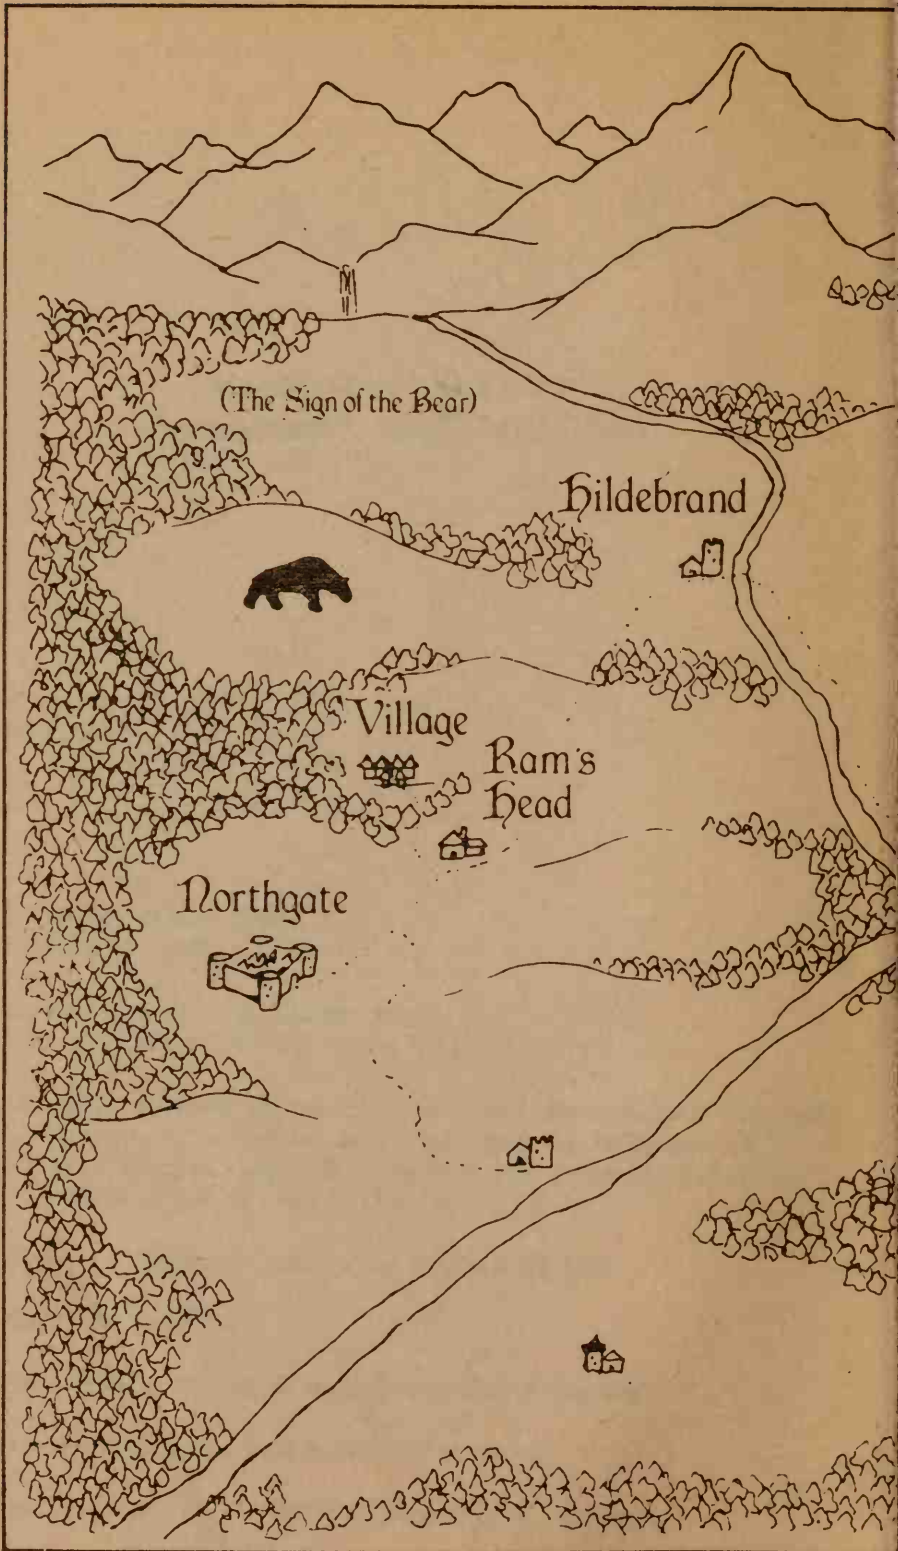 (The Sign of the Bear)
Hildebrand
Village
Ram's
Head
Northgate